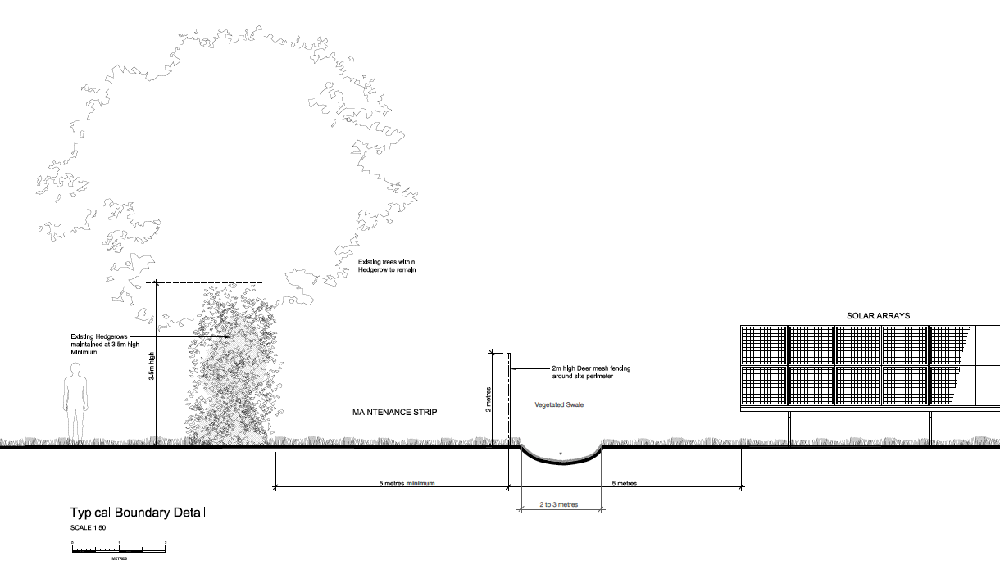 Existing trees within
Hedgerow to remain
SOLAR ARRAYS
Existing Hedgerows
maintained at 3.5m high
Minimum
3.5m high
2m high Deer mesh fencing
around site perimeter
2 metres
Vegetated Swale
MAINTENANCE STRIP
5 metres minimum
5 metres
2 to 3 metres
Typical Boundary Detail
SCALE 1:50
0 1 2
METRES